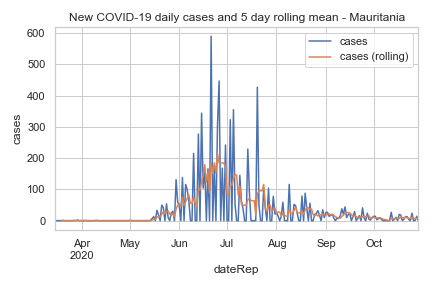 New COVID-19 daily cases and 5 day rolling mean - Mauritania
cases
cases (rolling)
600
500
400
300
200
100
0
cases
Apr May Jun Jul Aug Sep Oct
2020
dateRep